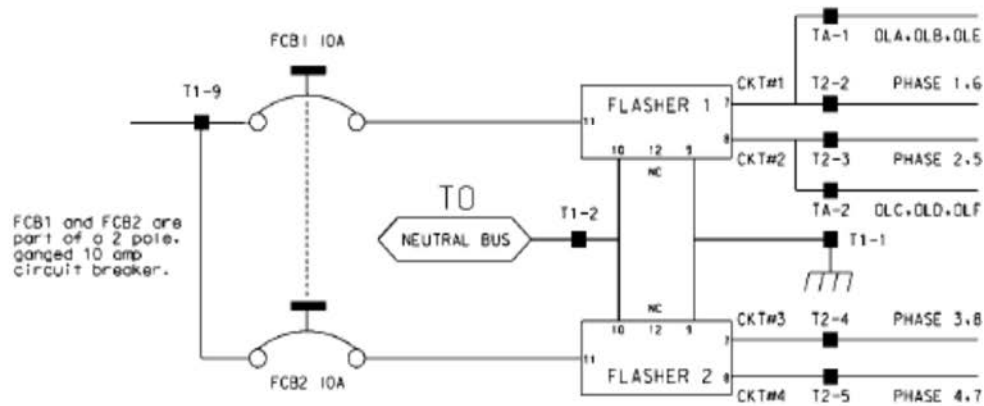 FCB1 10A
T1-9
TA-1 OLA.OLB.OLE
CKT#1 T2-2 PHASE 1.6
FLASHER 1
7
11
8
10 12 9
NC
CKT#2 T2-3 PHASE 2.5
TA-2 OLC.OLD.OLF
TO
NEUTRAL BUS
T1-2
T1-1
FCB1 and FCB2 are
part of a 2 pole.
ganged 10 amp
circuit breaker.
NC
10 12 9
CKT#3 T2-4 PHASE 3.8
7
11
FLASHER 2
8
FCB2 10A
CKT#4 T2-5 PHASE 4.7